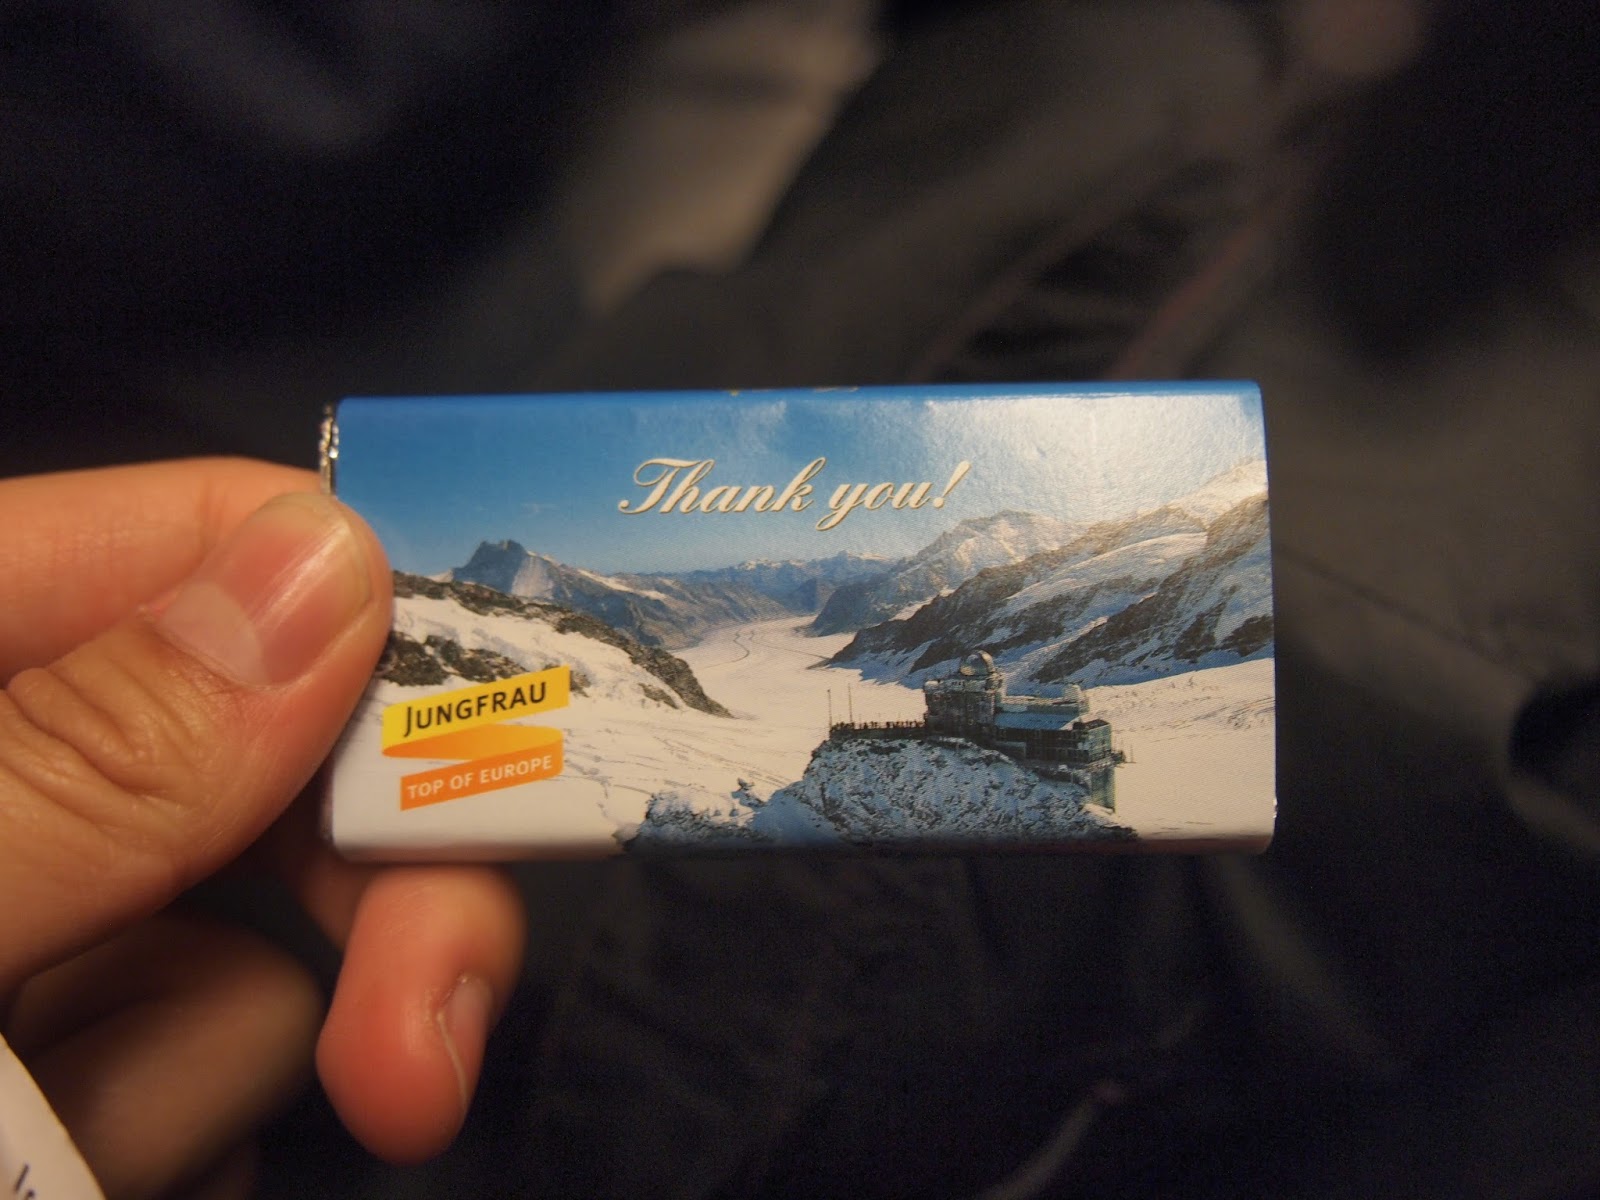 Thank you!
JUNGFRAU
TOP OF EUROPE